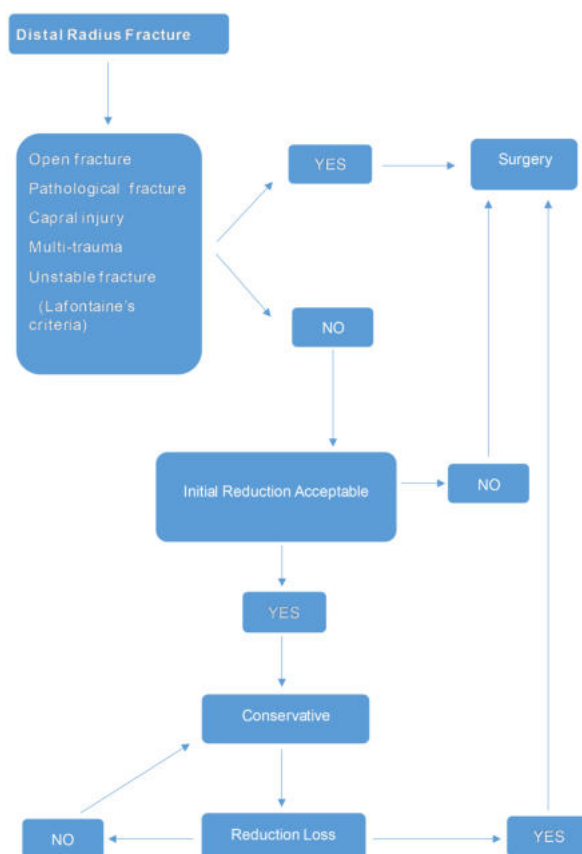 Distal Radius Fracture
Open fracture
Pathological fracture
Capral injury
Multi-trauma
Unstable fracture
(Lafontaine's
criteria)
YES
Surgery
NO
Initial Reduction Acceptable
NO
YES
Conservative
NO
Reduction Loss
YES